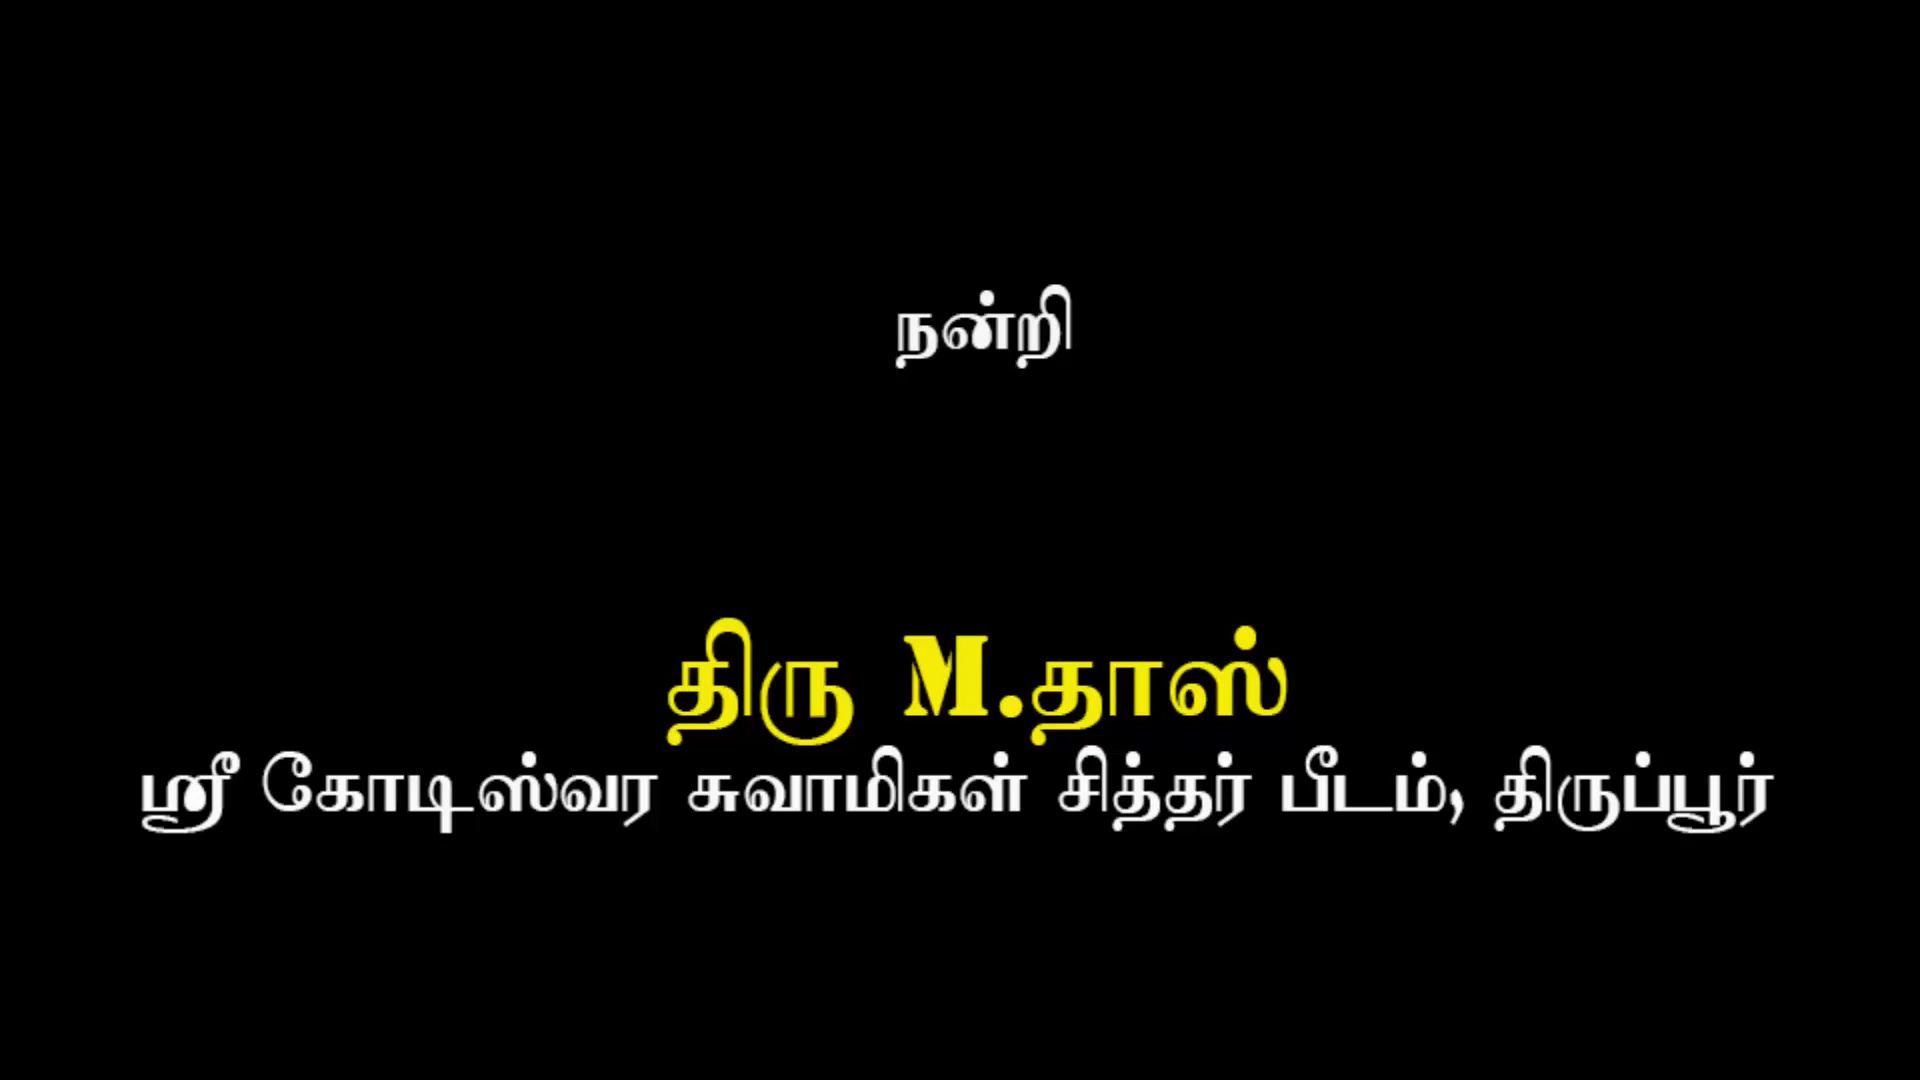 நன்றி
திரு M.தாஸ்
ஸ்ரீ கோடிஸ்வர சுவாமிகள் சித்தர் பீடம், திருப்பூர்